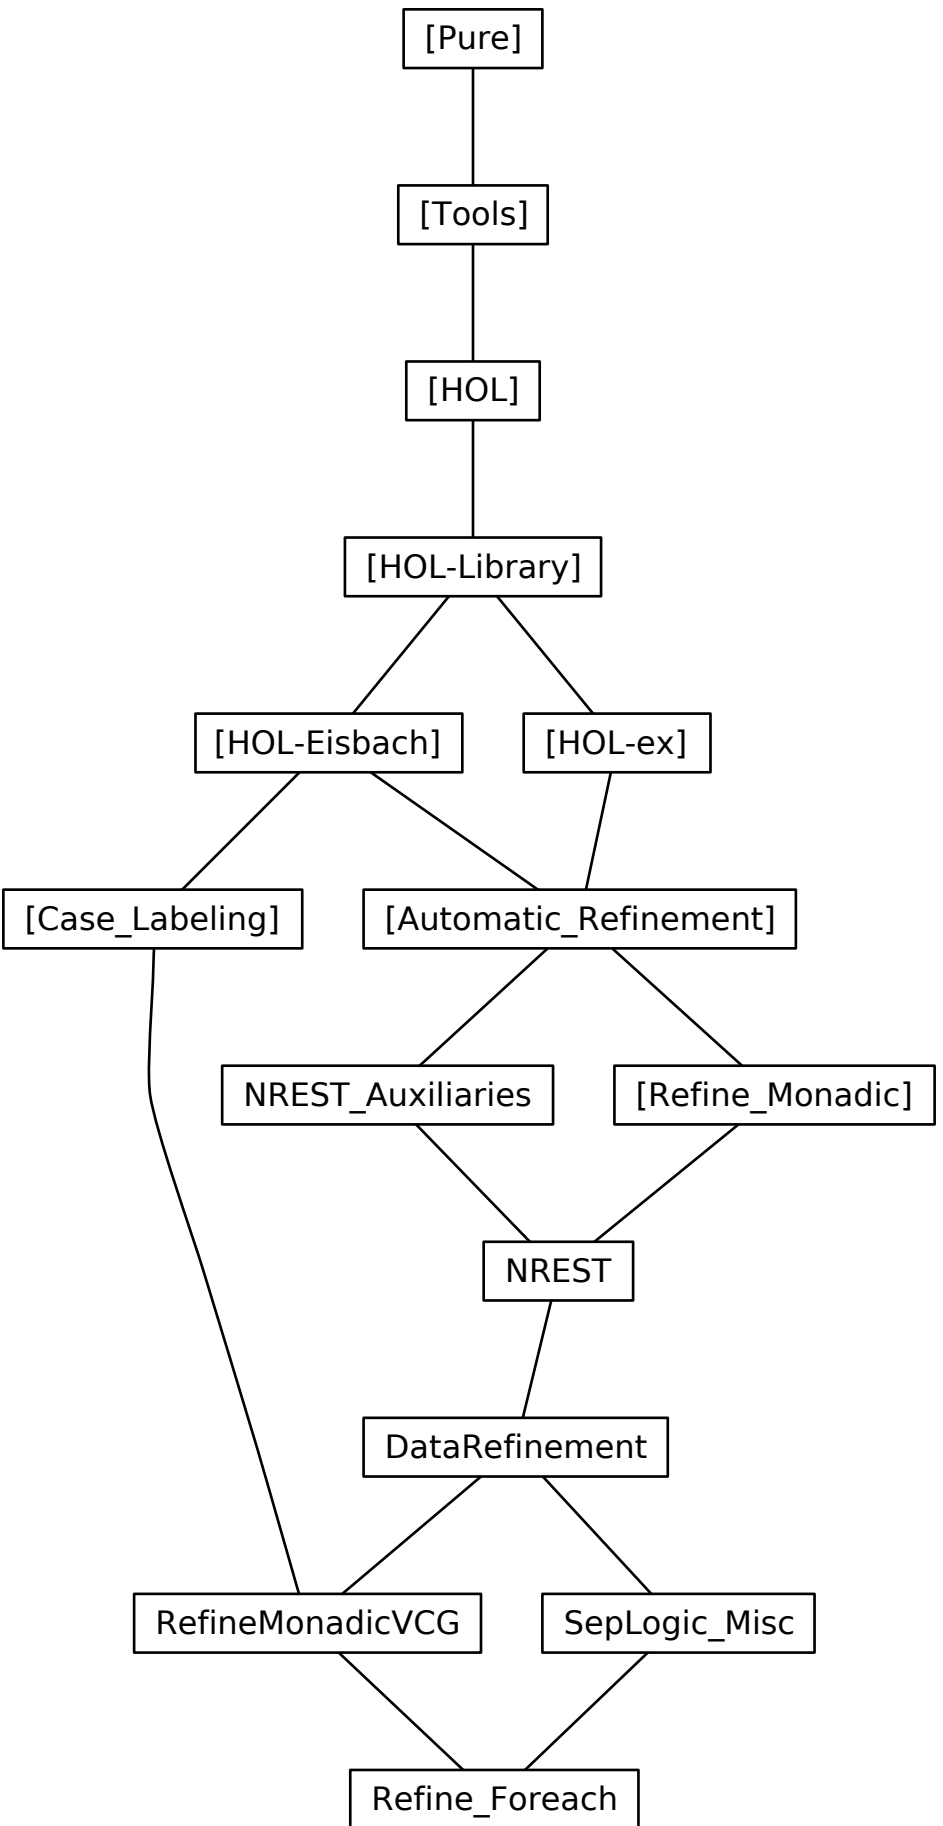 [Pure]
[Tools]
[HOL]
[HOL-Library]
[HOL-Eisbach]
[HOL-ex]
[Case_Labeling]
[Automatic_Refinement]
NREST_Auxiliaries
[Refine_Monadic]
NREST
DataRefinement
RefineMonadicVCG
SepLogic_Misc
Refine_Foreach